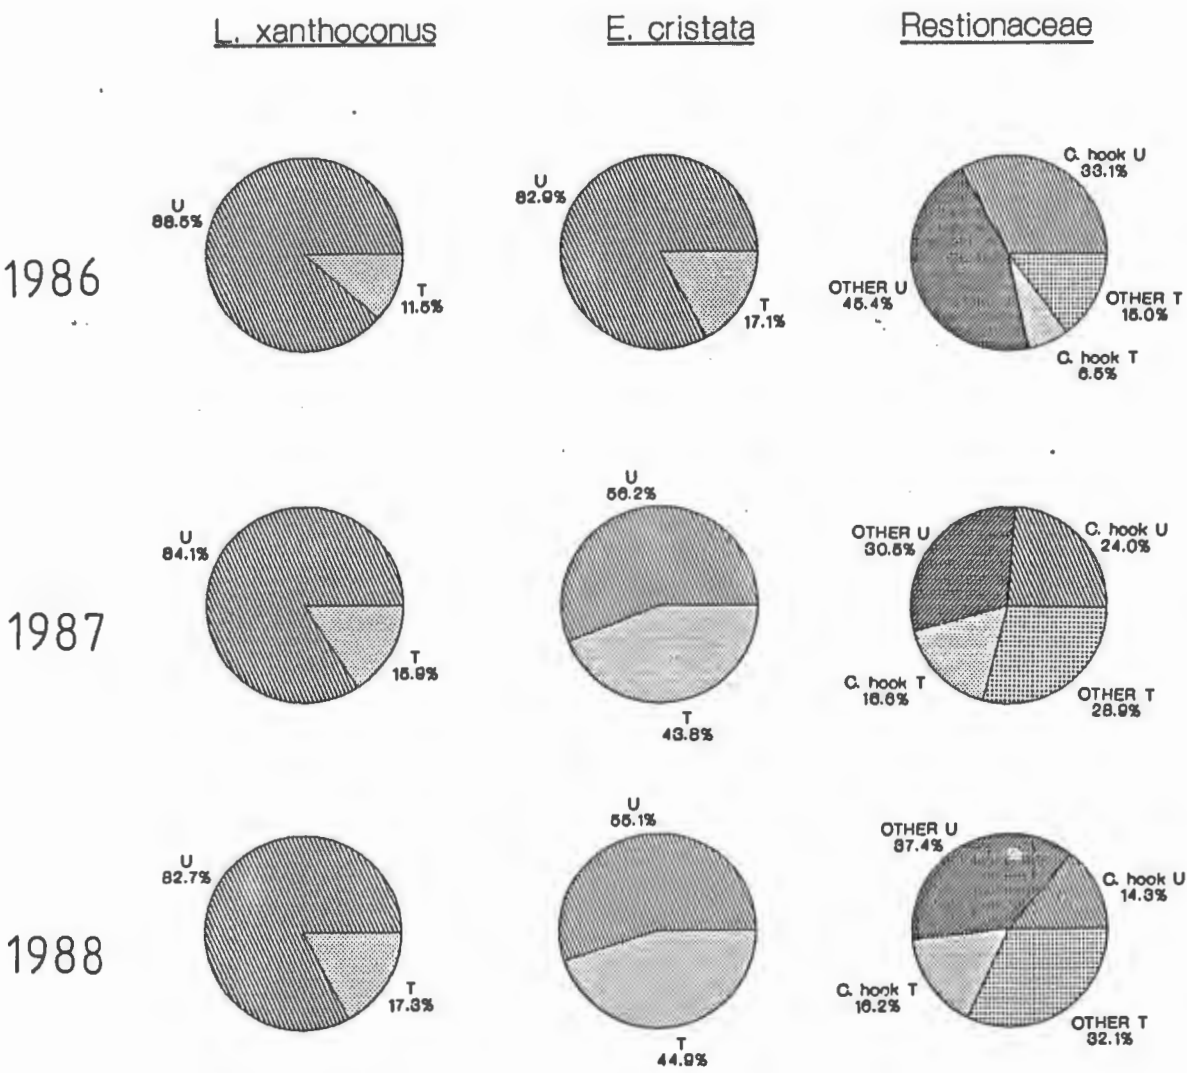 L. xanthoconus E. cristata Restionaceae
1986
U
88.5%
T
11.5%
U
82.9%
T
17.1%
C. hook U
33.1%
OTHER U
45.4%
OTHER T
15.0%
C. hook T
6.5%
1987
U
84.1%
T
15.9%
U
56.2%
T
43.8%
OTHER U
30.5%
C. hook U
24.0%
C. hook T
16.6%
OTHER T
28.9%
1988
U
82.7%
T
17.3%
U
55.1%
T
44.9%
OTHER U
37.4%
C. hook U
14.3%
C. hook T
16.2%
OTHER T
32.1%